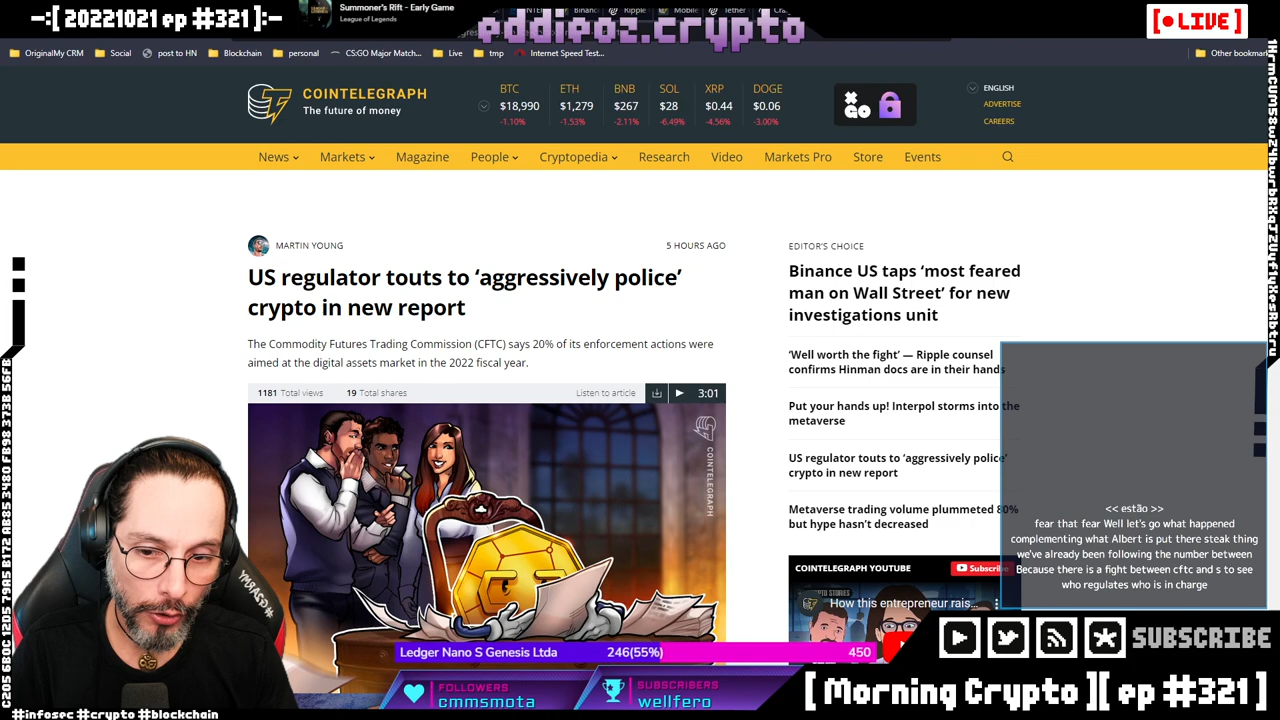 -:[ 20221021 ep #321 ]:-
Summoner's Rift - Early Game
League of Legends
Ripple
Mobile
Tether
eddieoz.crypto
[● LIVE]
OriginalMy CRM
Social
post to HN
Blockchain
personal
CS:GO Major Match...
Live
tmp
Internet Speed Test...
Other bookmar
COINTELEGRAPH
The future of money
BTC ETH BNB SOL XRP DOGE
$18,990 $1,279 $267 $28 $0.44 $0.06
-1.10% -1.53% -2.11% -6.49% -4.56% -3.00%
ENGLISH
ADVERTISE
CAREERS
News Markets Magazine People Cryptopedia Research Video Markets Pro Store Events
MARTIN YOUNG
5 HOURS AGO
US regulator touts to ‘aggressively police’
crypto in new report
The Commodity Futures Trading Commission (CFTC) says 20% of its enforcement actions were
aimed at the digital assets market in the 2022 fiscal year.
1181 Total views 19 Total shares
Listen to article
3:01
COINTELEGRAPH
EDITOR'S CHOICE
Binance US taps ‘most feared
man on Wall Street’ for new
investigations unit
‘Well worth the fight’ — Ripple counsel
confirms Hinman docs are in their hands
Put your hands up! Interpol storms into the
metaverse
US regulator touts to ‘aggressively police’
crypto in new report
Metaverse trading volume plummeted 80%
but hype hasn’t decreased
COINTELEGRAPH YOUTUBE
Subscribe
How this entrepreneur rais...
<< estão >>
fear that fear Well let's go what happened
complementing what Albert is put there steak thing
we've already been following the number between
Because there is a fight between cftc and s to see
who regulates who is in charge
Ledger Nano S Genesis Ltda 246(55%) 450
FOLLOWERS
cmmsmota
SUBSCRIBERS
wellfero
SUBSCRIBE
[ Morning Crypto ][ ep #321 ]
#infosec #crypto #blockchain